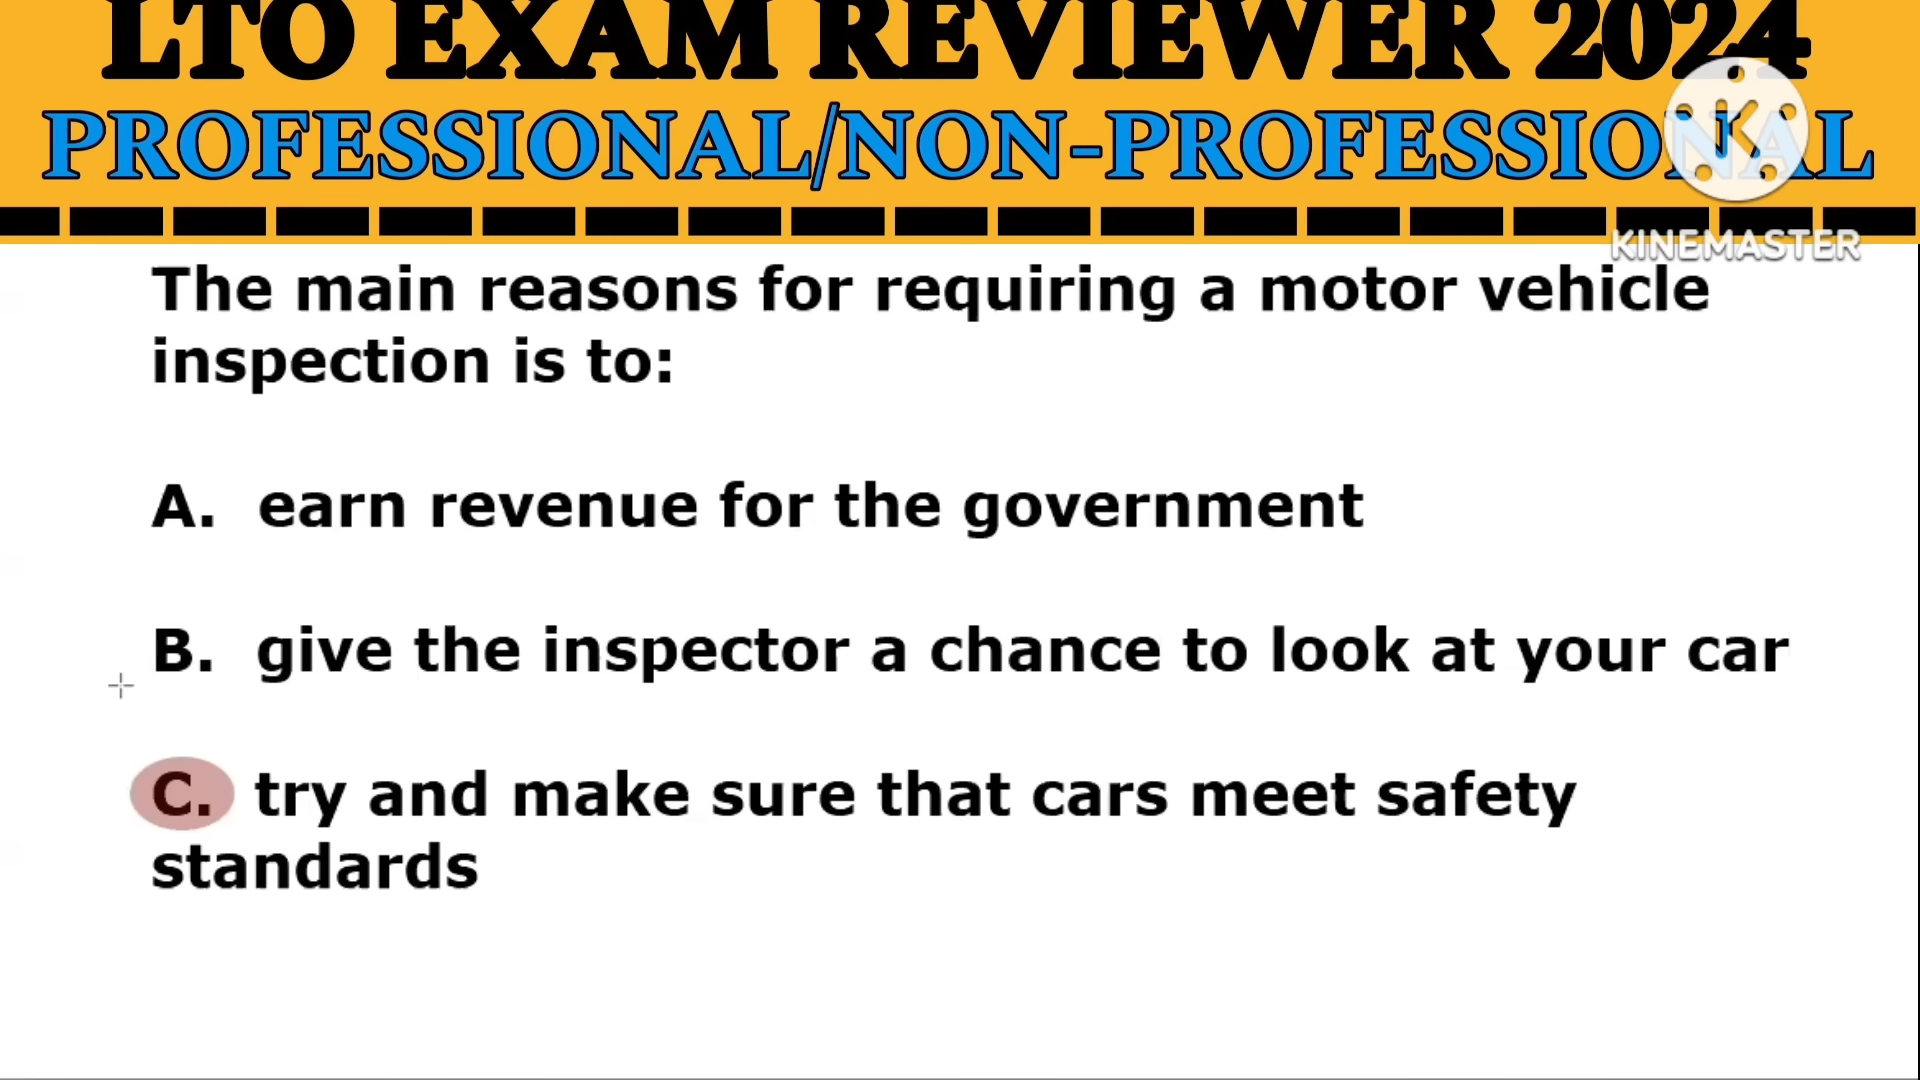 LTO EXAM REVIEWER 2024
PROFESSIONAL/NON-PROFESSIONAL
KINEMASTER
The main reasons for requiring a motor vehicle
inspection is to:
A. earn revenue for the government
B. give the inspector a chance to look at your car
C. try and make sure that cars meet safety
standards